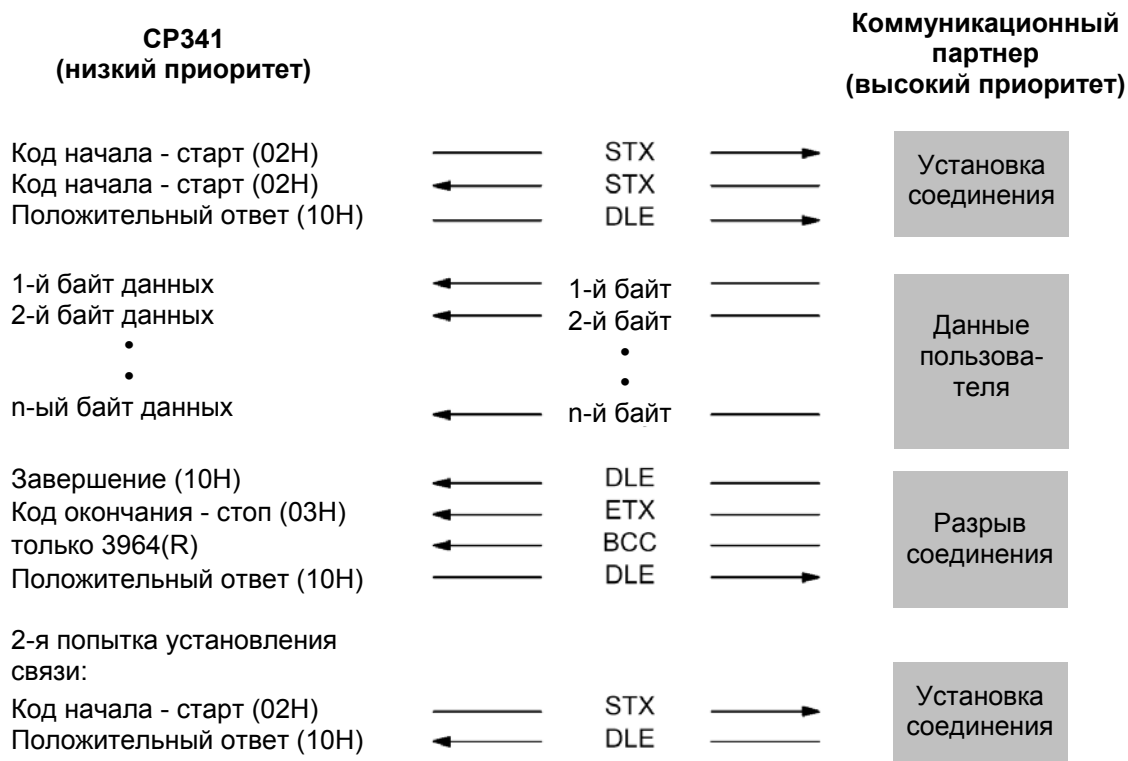 CP341
(низкий приоритет)
Коммуникационный
партнер
(высокий приоритет)
Код начала - старт (02H) STX
Код начала - старт (02H) STX
Положительный ответ (10H) DLE
Установка
соединения
1-й байт данных 1-й байт
2-й байт данных 2-й байт
• •
• •
n-ый байт данных n-й байт
Данные
пользова-
теля
Завершение (10H) DLE
Код окончания - стоп (03H) ETX
только 3964(R) BCC
Положительный ответ (10H) DLE
Разрыв
соединения
2-я попытка установления
связи:
Код начала - старт (02H) STX
Положительный ответ (10H) DLE
Установка
соединения